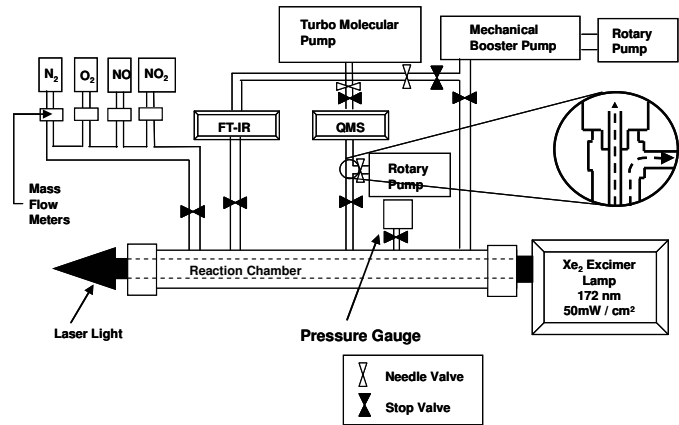 Turbo Molecular
Pump
Mechanical
Booster Pump
Rotary
Pump
N2
O2
NO
NO2
FT-IR
QMS
Rotary
Pump
Mass
Flow
Meters
Reaction Chamber
Xe2 Excimer
Lamp
172 nm
50mW / cm²
Laser Light
Pressure Gauge
Needle Valve
Stop Valve